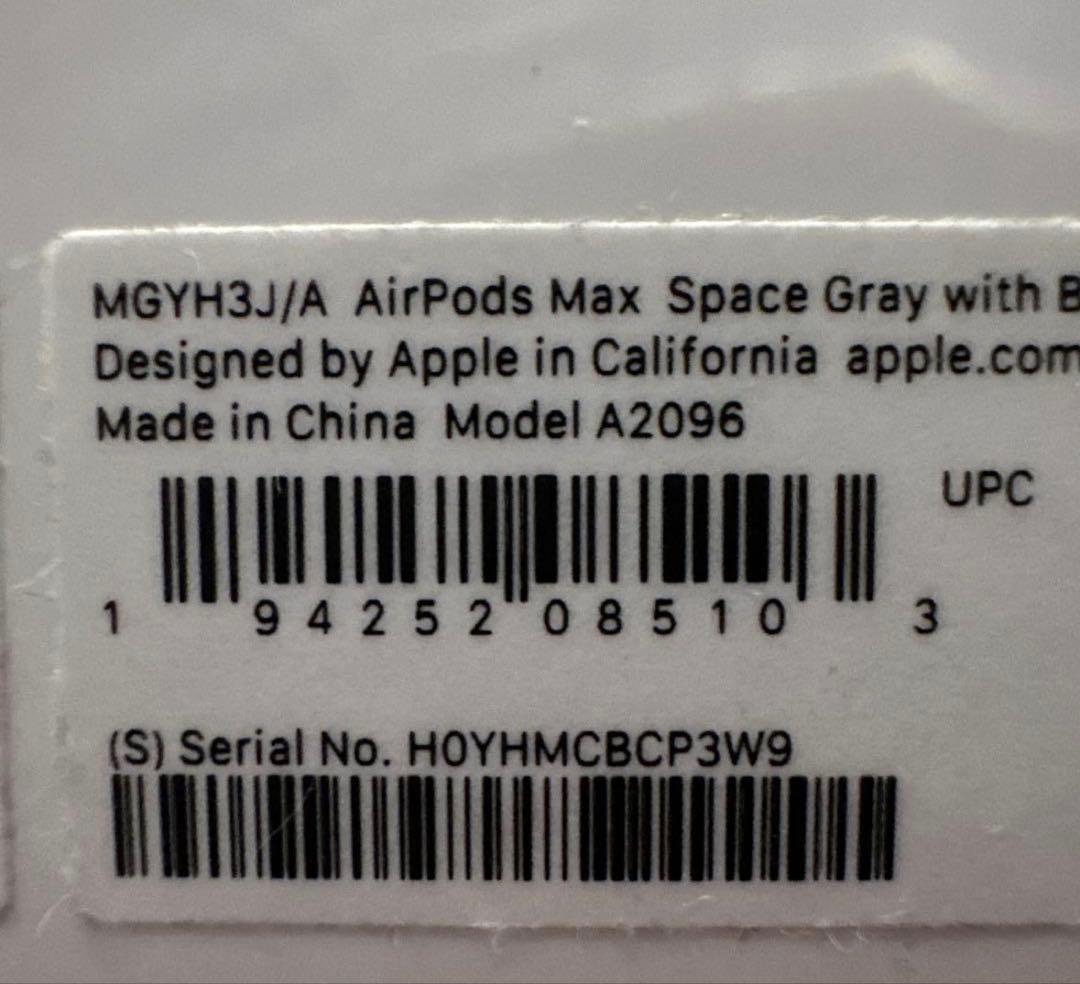 MGYH3J/A AirPods Max Space Gray with B
Designed by Apple in California apple.com
Made in China Model A2096
UPC
1 94252 08510 3
(S) Serial No. H0YHMCBCP3W9